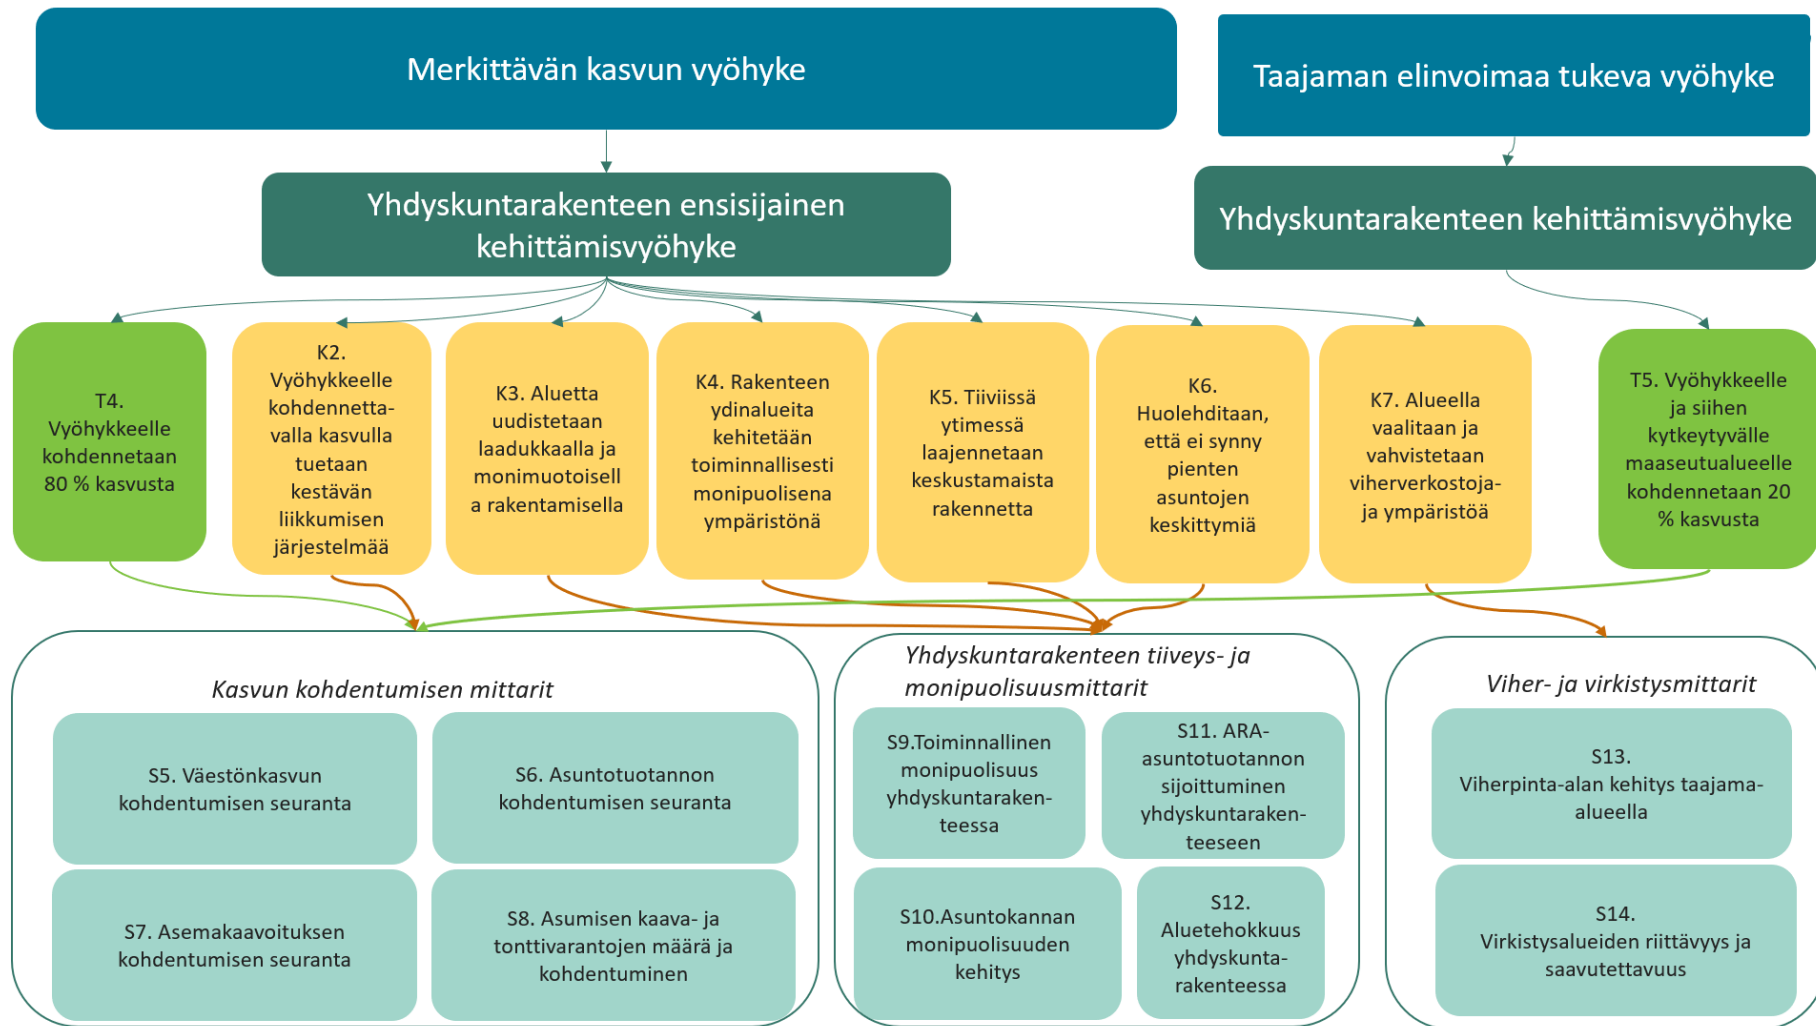 Merkittävän kasvun vyöhyke
Taajaman elinvoimaa tukeva vyöhyke
Yhdyskuntarakenteen ensisijainen
kehittämisvyöhyke
Yhdyskuntarakenteen kehittämisvyöhyke
T4.
Vyöhykkeelle
kohdennetaan
80 % kasvusta
K2.
Vyöhykkeelle
kohdennetta-
valla kasvulla
tuetaan
kestävän
liikkumisen
järjestelmää
K3. Aluetta
uudistetaan
laadukkaalla ja
monimuotoisell
a rakentamisella
K4. Rakenteen
ydinalueita
kehitetään
toiminnallisesti
monipuolisena
ympäristönä
K5. Tiiviissä
ytimessä
laajennetaan
keskustamaista
rakennetta
K6.
Huolehditaan,
että ei synny
pienten
asuntojen
keskittymiä
K7. Alueella
vaalitaan ja
vahvistetaan
viherverkostoja-
ja ympäristöä
T5. Vyöhykkeelle
ja siihen
kytkeytyvälle
maaseutualueelle
kohdennetaan 20
% kasvusta
Kasvun kohdentumisen mittarit
S5. Väestönkasvun
kohdentumisen seuranta
S6. Asuntotuotannon
kohdentumisen seuranta
S7. Asemakaavoituksen
kohdentumisen seuranta
S8. Asumisen kaava- ja
tonttivarantojen määrä ja
kohdentuminen
Yhdyskuntarakenteen tiiveys- ja
monipuolisuusmittarit
S9.Toiminnallinen
monipuolisuus
yhdyskuntaraken-
teessa
S11. ARA-
asuntotuotannon
sijoittuminen
yhdyskuntaraken-
teeseen
S10.Asuntokannan
monipuolisuuden
kehitys
S12.
Aluetehokkuus
yhdyskunta-
rakenteessa
Viher- ja virkistysmittarit
S13.
Viherpinta-alan kehitys taajama-
alueella
S14.
Virkistysalueiden riittävyys ja
saavutettavuus